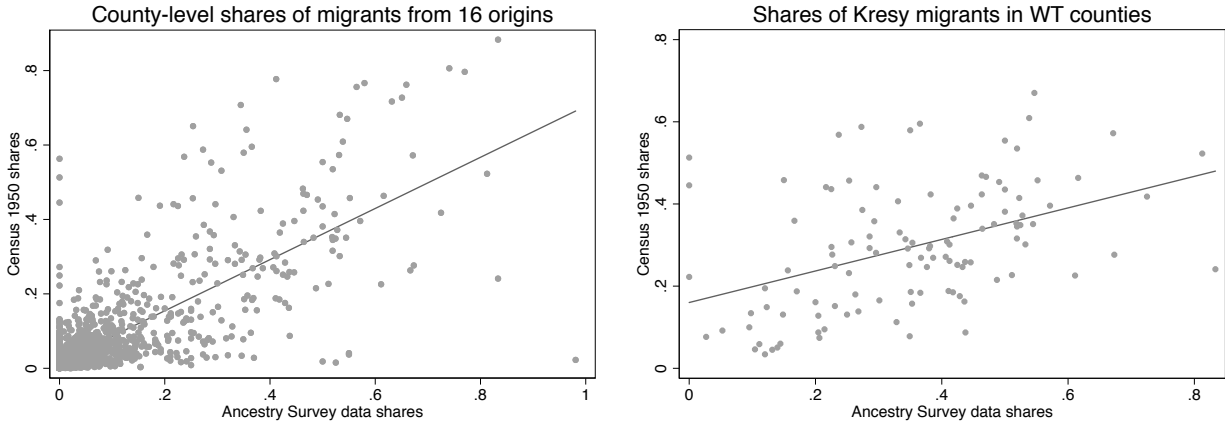 County-level shares of migrants from 16 origins
Census 1950 shares
.8
.6
.4
.2
0
0 .2 .4 .6 .8 1
Ancestry Survey data shares
Shares of Kresy migrants in WT counties
Census 1950 shares
.8
.6
.4
.2
0
0 .2 .4 .6 .8
Ancestry Survey data shares